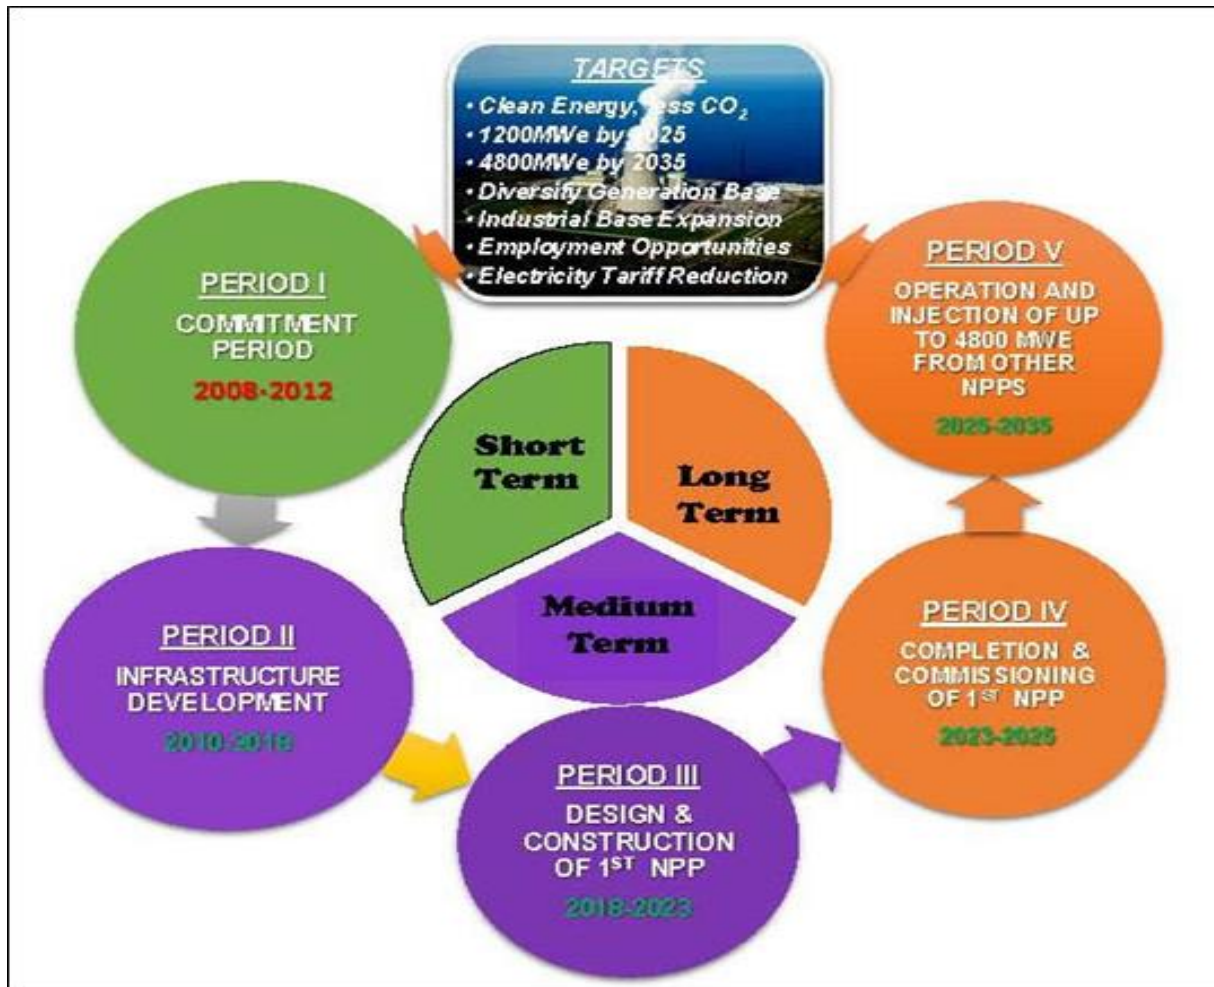 TARGETS
• Clean Energy, less CO₂
• 1200MWe by 2025
• 4800MWe by 2035
• Diversify Generation Base
• Industrial Base Expansion
• Employment Opportunities
• Electricity Tariff Reduction
PERIOD I
COMMITMENT
PERIOD
2008-2012
PERIOD II
INFRASTRUCTURE
DEVELOPMENT
2010-2018
PERIOD III
DESIGN &
CONSTRUCTION
OF 1ST NPP
2018-2023
PERIOD IV
COMPLETION &
COMMISSIONING
OF 1ST NPP
2023-2025
PERIOD V
OPERATION AND
INJECTION OF UP
TO 4800 MWE
FROM OTHER
NPPS
2025-2035
Short
Term
Medium
Term
Long
Term